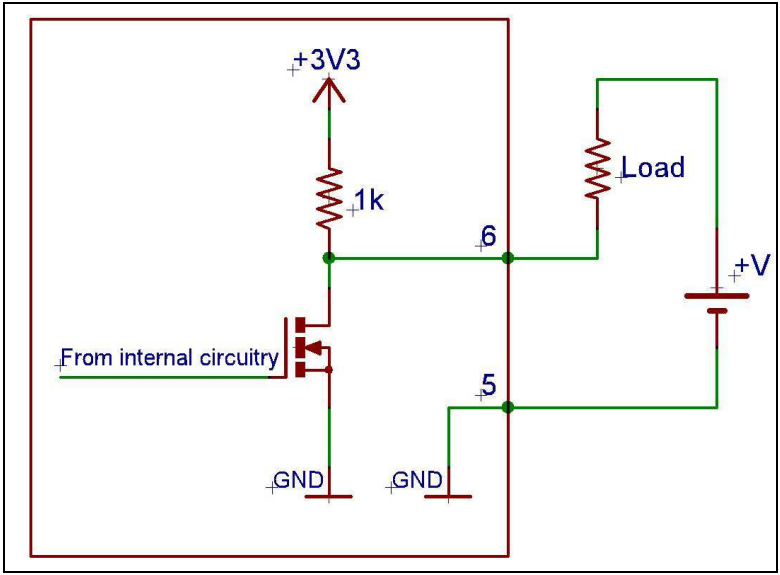 +3V3
1k
Load
6
+V
From internal circuitry
5
GND
GND